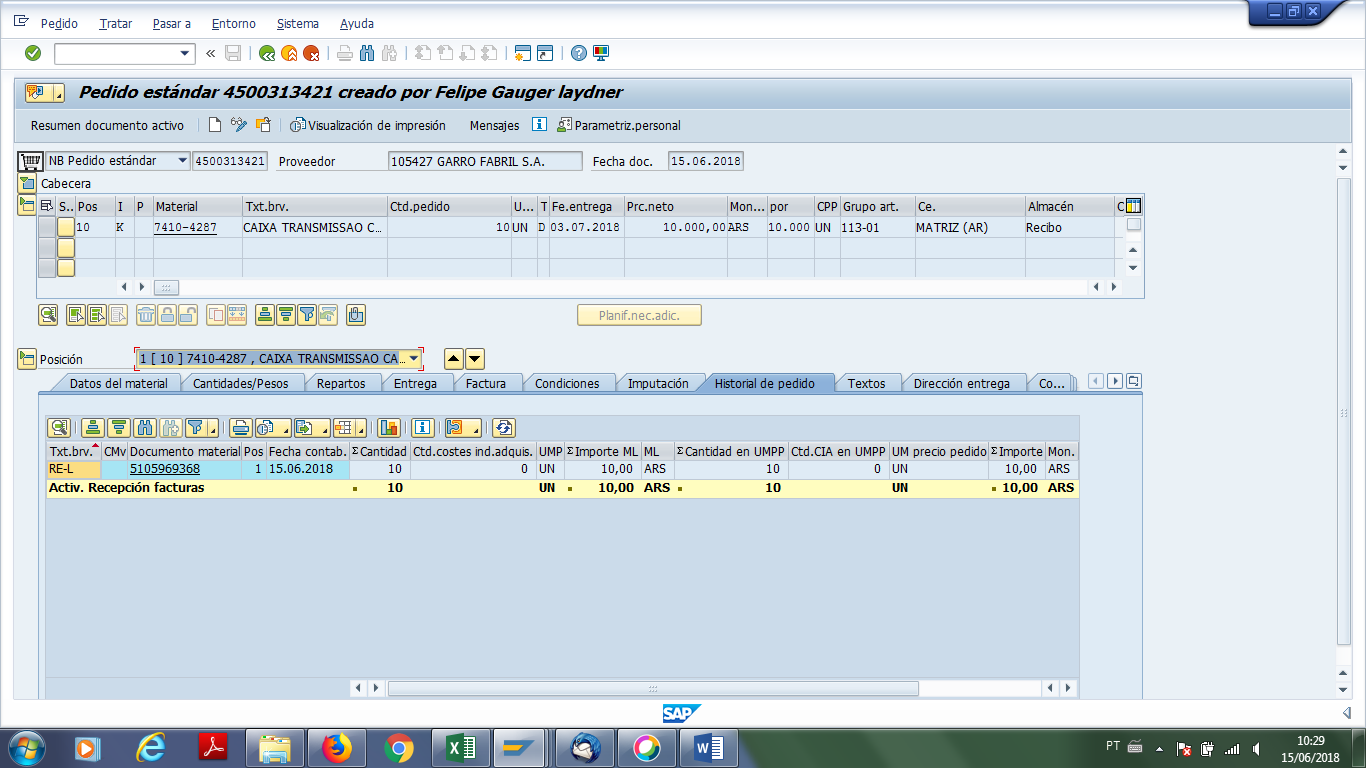 Pedido Tratar Pasar a Entorno Sistema Ayuda
Pedido estándar 4500313421 creado por Felipe Gauger laydner
Resumen documento activo Visualización de impresión Mensajes Parametriz.personal
NB Pedido estándar 4500313421 Proveedor 105427 GARRO FABRIL S.A. Fecha doc. 15.06.2018
Cabecera
S.. Pos I P Material Txt.brv. Ctd.pedido U... T Fe.entrega Prc.neto Mon... por CPP Grupo art. Ce. Almacén C
10 K 7410-4287 CAIXA TRANSMISSAO C... 10 UN D 03.07.2018 10.000,00 ARS 10.000 UN 113-01 MATRIZ (AR) Recibo
Planif.nec.adic.
Posición 1 [ 10 ] 7410-4287 , CAIXA TRANSMISSAO CA...
Datos del material Cantidades/Pesos Repartos Entrega Factura Condiciones Imputación Historial de pedido Textos Dirección entrega Co...
Txt.brv. CMv Documento material Pos Fecha contab. Σ Cantidad Ctd.costes ind.adquis. UMP Σ Importe ML ML Σ Cantidad en UMPP Ctd.CIA en UMPP UM precio pedido Σ Importe Mon.
RE-L 5105969368 1 15.06.2018 10 0 UN 10,00 ARS 10 0 UN 10,00 ARS
Activ. Recepción facturas 10 UN 10,00 ARS 10 UN 10,00 ARS
SAP
PT 10:29
15/06/2018